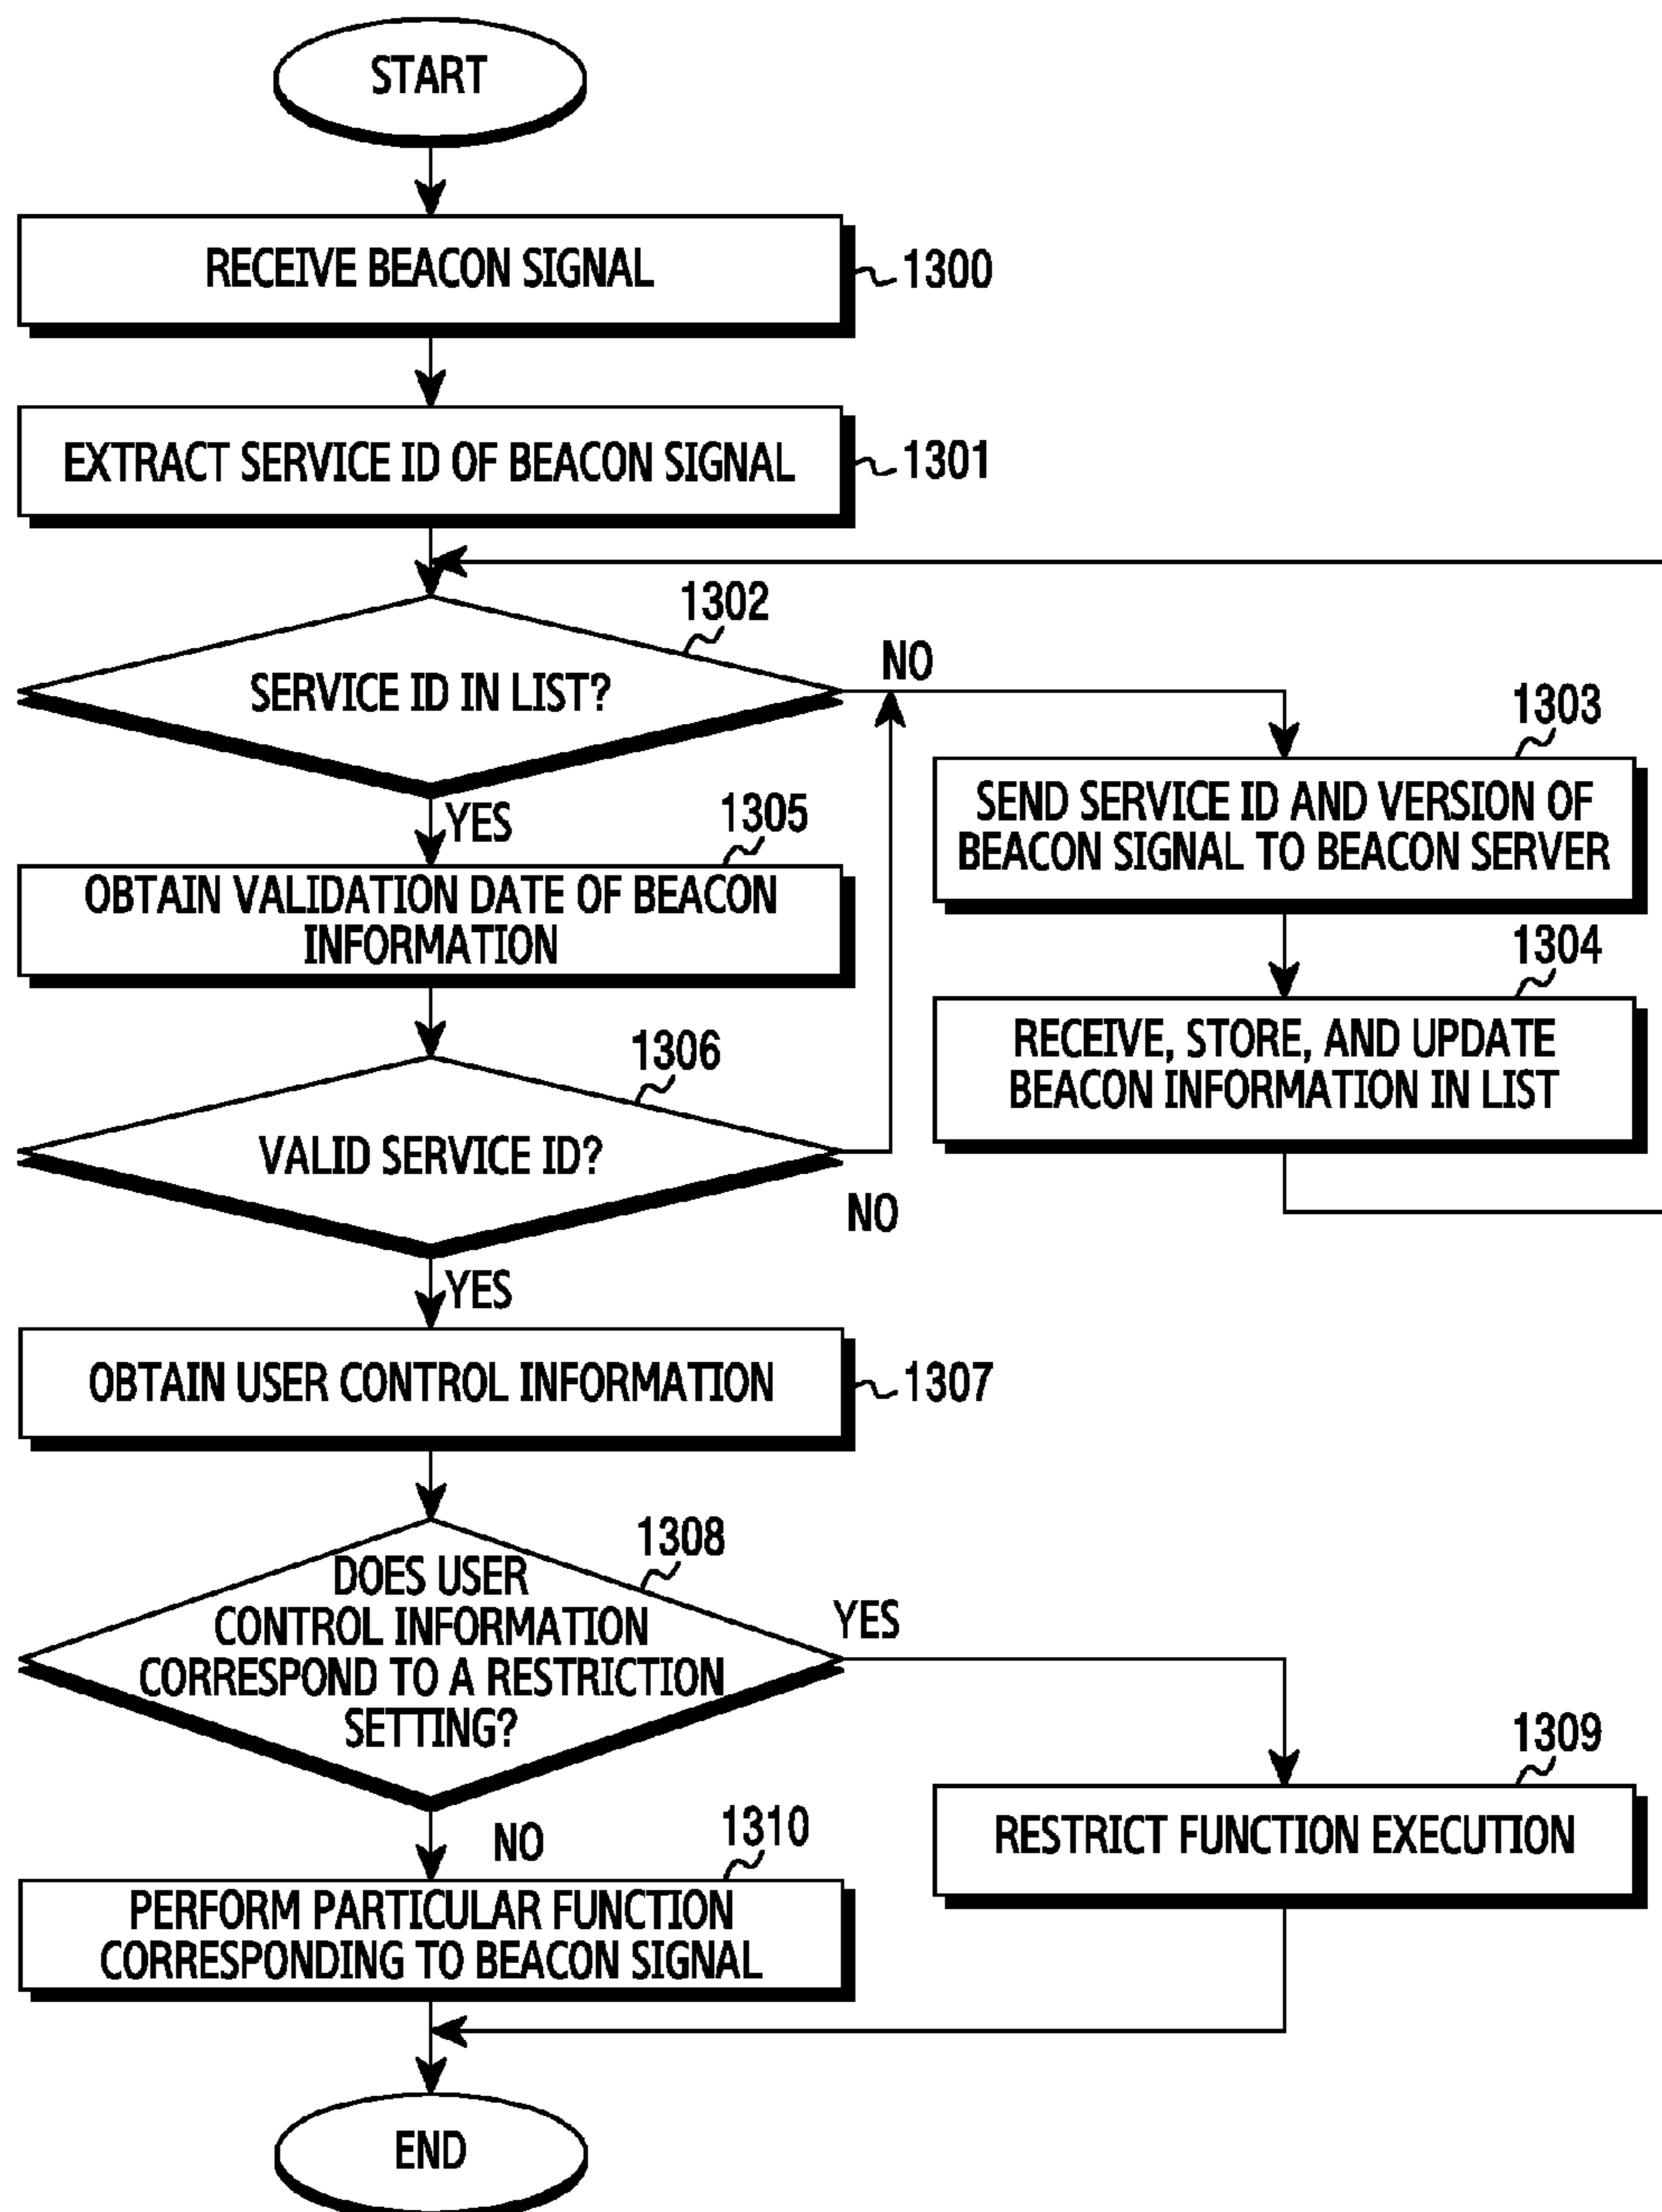 START
RECEIVE BEACON SIGNAL
1300
EXTRACT SERVICE ID OF BEACON SIGNAL
1301
1302
SERVICE ID IN LIST?
NO
YES
1303
SEND SERVICE ID AND VERSION OF
BEACON SIGNAL TO BEACON SERVER
1304
RECEIVE, STORE, AND UPDATE
BEACON INFORMATION IN LIST
1305
OBTAIN VALIDATION DATE OF BEACON
INFORMATION
1306
VALID SERVICE ID?
NO
YES
OBTAIN USER CONTROL INFORMATION
1307
1308
DOES USER
CONTROL INFORMATION
CORRESPOND TO A RESTRICTION
SETTING?
YES
1309
RESTRICT FUNCTION EXECUTION
NO
1310
PERFORM PARTICULAR FUNCTION
CORRESPONDING TO BEACON SIGNAL
END